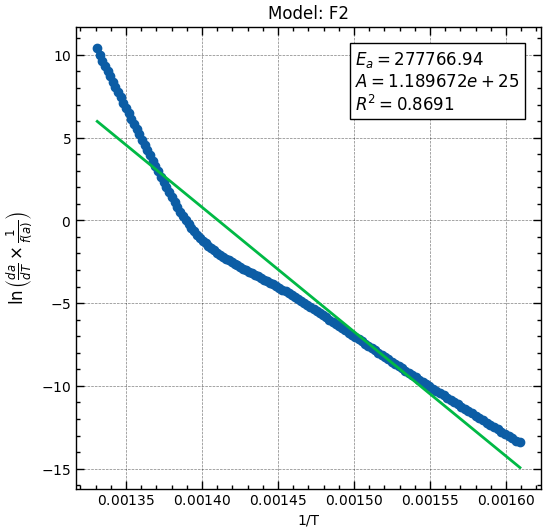 Model: F2
E_a = 277766.94
A = 1.189672e + 25
R² = 0.8691
10
5
0
−5
−10
−15
ln(da/dT × 1/f(a))
0.00135 0.00140 0.00145 0.00150 0.00155 0.00160
1/T